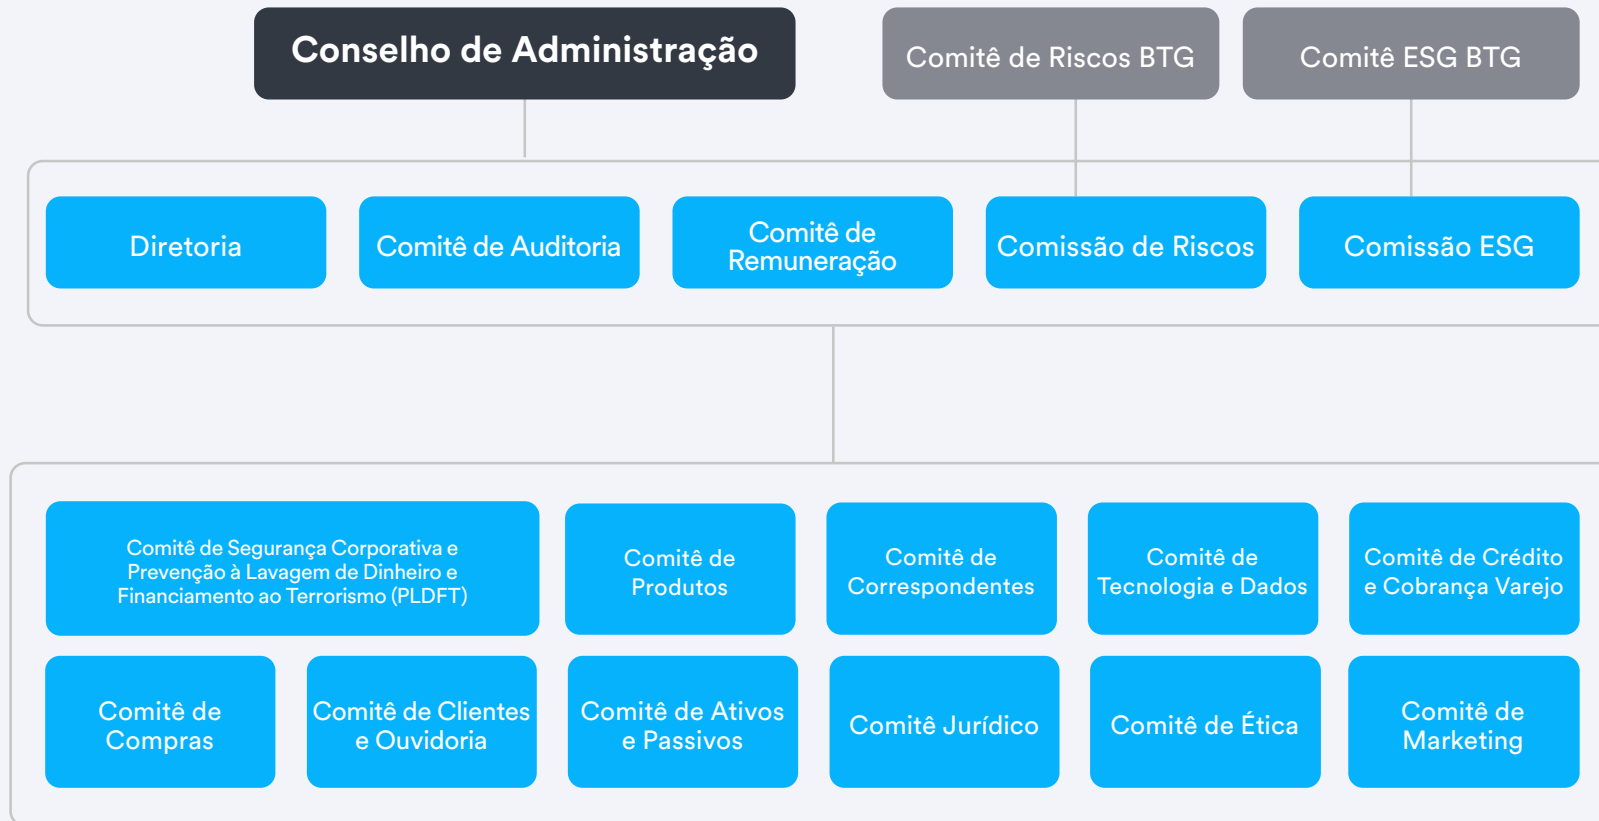 Conselho de Administração
Comitê de Riscos BTG
Comitê ESG BTG
Diretoria
Comitê de Auditoria
Comitê de
Remuneração
Comissão de Riscos
Comissão ESG
Comitê de Segurança Corporativa e
Prevenção à Lavagem de Dinheiro e
Financiamento ao Terrorismo (PLDFT)
Comitê de
Produtos
Comitê de
Correspondentes
Comitê de
Tecnologia e Dados
Comitê de Crédito
e Cobrança Varejo
Comitê de
Compras
Comitê de Clientes
e Ouvidoria
Comitê de Ativos
e Passivos
Comitê Jurídico
Comitê de Ética
Comitê de
Marketing